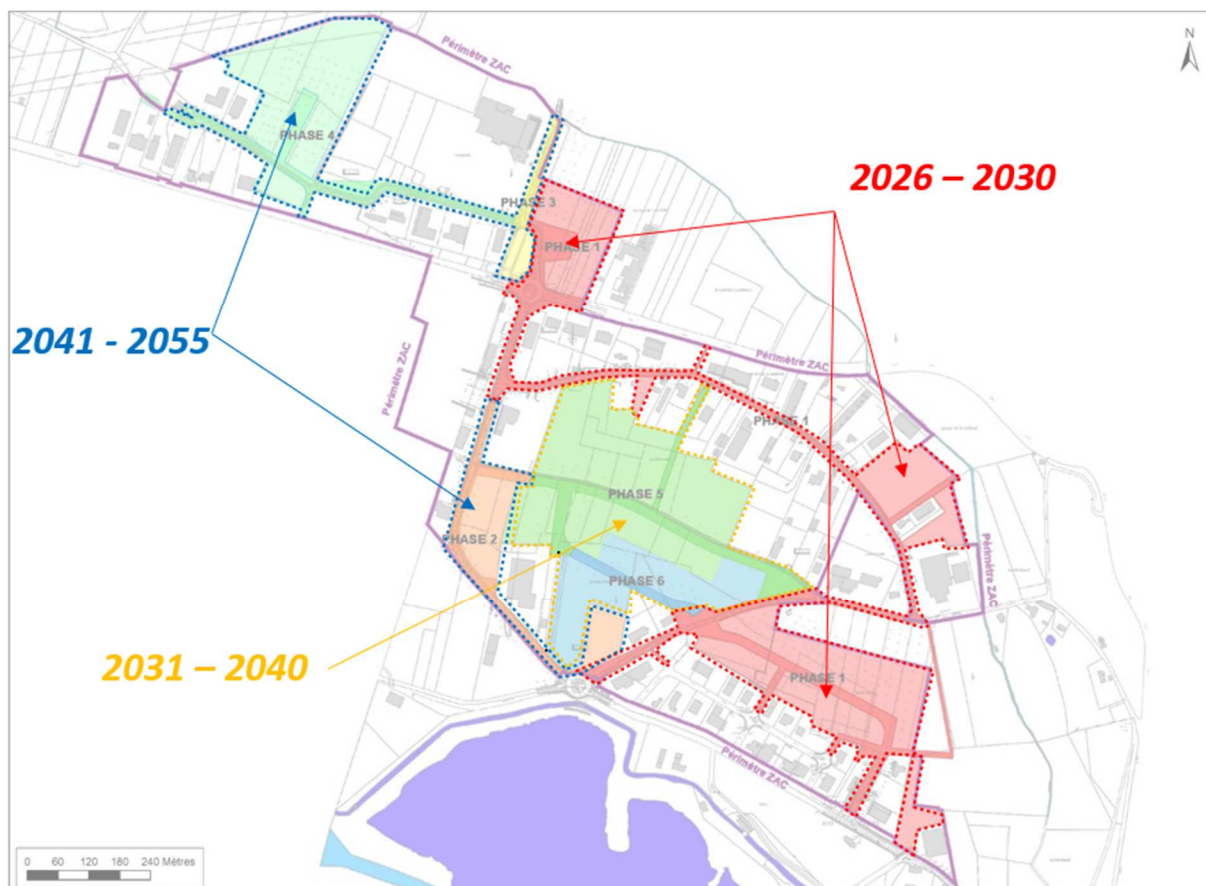 N
Périmètre ZAC
PHASE 4
2026 – 2030
PHASE 3
PHASE 1
2041 - 2055
Périmètre ZAC
Périmètre ZAC
PHASE 1
PHASE 5
PHASE 2
PHASE 6
Périmètre ZAC
2031 – 2040
PHASE 1
Périmètre ZAC
0 60 120 180 240 Mètres